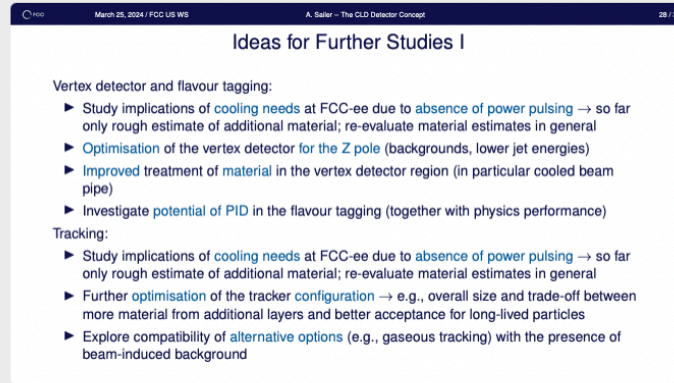 FCC
March 25, 2024 / FCC US WS
A. Sailer – The CLD Detector Concept
28 /
Ideas for Further Studies I
Vertex detector and flavour tagging:
► Study implications of cooling needs at FCC-ee due to absence of power pulsing → so far
only rough estimate of additional material; re-evaluate material estimates in general
► Optimisation of the vertex detector for the Z pole (backgrounds, lower jet energies)
► Improved treatment of material in the vertex detector region (in particular cooled beam
pipe)
► Investigate potential of PID in the flavour tagging (together with physics performance)
Tracking:
► Study implications of cooling needs at FCC-ee due to absence of power pulsing → so far
only rough estimate of additional material; re-evaluate material estimates in general
► Further optimisation of the tracker configuration → e.g., overall size and trade-off between
more material from additional layers and better acceptance for long-lived particles
► Explore compatibility of alternative options (e.g., gaseous tracking) with the presence of
beam-induced background